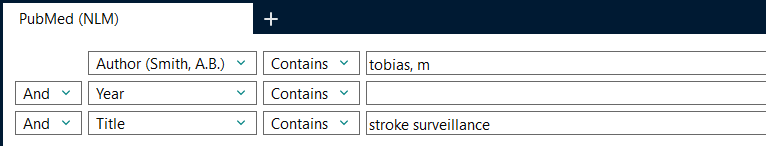 PubMed (NLM) +
Author (Smith, A.B.) Contains tobias, m
And Year Contains
And Title Contains stroke surveillance